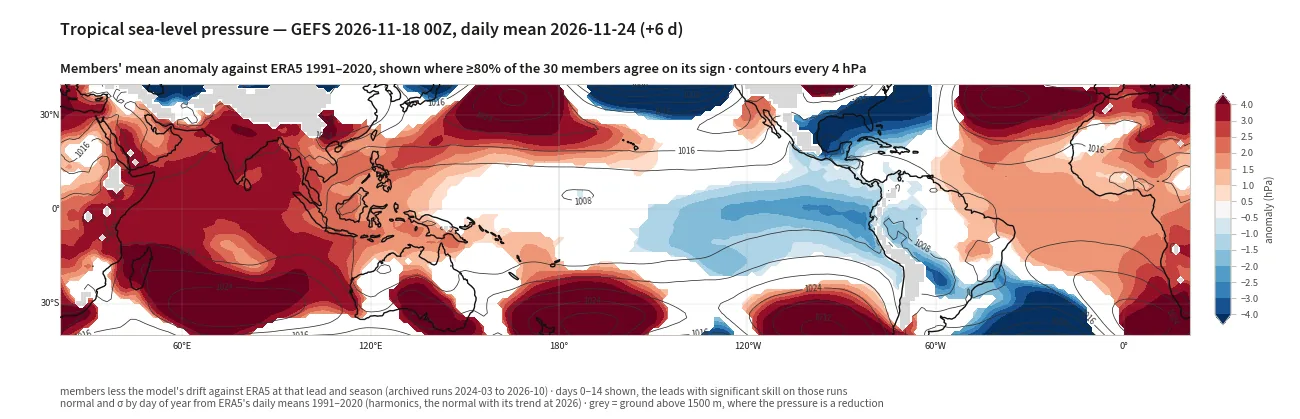 Tropical sea-level pressure — GEFS 2026-11-18 00Z, daily mean 2026-11-24 (+6 d)
Members' mean anomaly against ERA5 1991–2020, shown where ≥80% of the 30 members agree on its sign · contours every 4 hPa
30°N
0°
30°S
60°E
120°E
180°
120°W
60°W
0°
1016
1016
1016
1016
1008
1008
1024
1016
4.0
3.0
2.0
1.5
1.0
0.5
−0.5
−1.0
−1.5
−2.0
−3.0
−4.0
anomaly (hPa)
members less the model's drift against ERA5 at that lead and season (archived runs 2024-03 to 2026-10) · days 0–14 shown, the leads with significant skill on those runs
normal and σ by day of year from ERA5's daily means 1991–2020 (harmonics, the normal with its trend at 2026) · grey = ground above 1500 m, where the pressure is a reduction